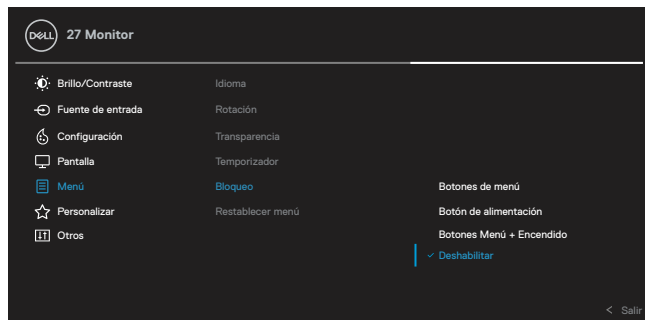 DELL 27 Monitor
Brillo/Contraste Idioma
Fuente de entrada Rotación
Configuración Transparencia
Pantalla Temporizador
Menú Bloqueo Botones de menú
Personalizar Restablecer menú Botón de alimentación
Otros Botones Menú + Encendido
Deshabilitar
Salir